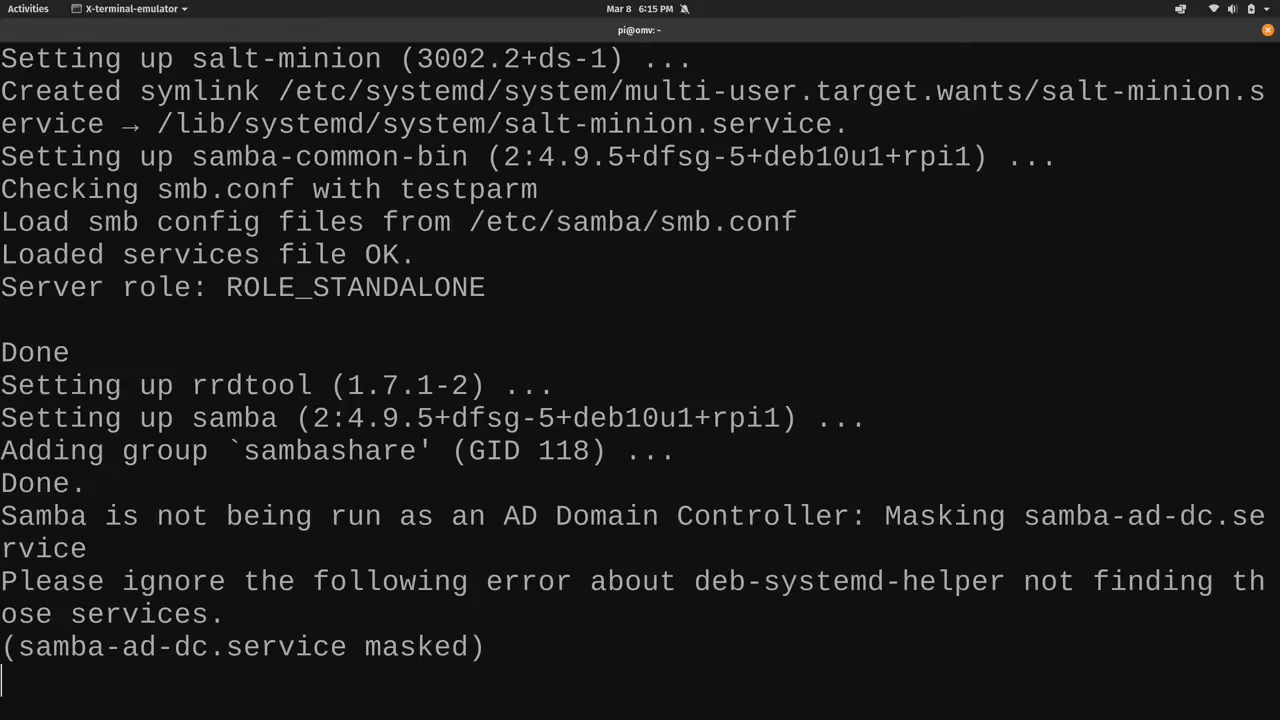 Activities
X-terminal-emulator
Mar 8 6:15 PM
pi@omv: ~
Setting up salt-minion (3002.2+ds-1) ...
Created symlink /etc/systemd/system/multi-user.target.wants/salt-minion.s
ervice → /lib/systemd/system/salt-minion.service.
Setting up samba-common-bin (2:4.9.5+dfsg-5+deb10u1+rpi1) ...
Checking smb.conf with testparm
Load smb config files from /etc/samba/smb.conf
Loaded services file OK.
Server role: ROLE_STANDALONE
Done
Setting up rrdtool (1.7.1-2) ...
Setting up samba (2:4.9.5+dfsg-5+deb10u1+rpi1) ...
Adding group `sambashare' (GID 118) ...
Done.
Samba is not being run as an AD Domain Controller: Masking samba-ad-dc.se
rvice
Please ignore the following error about deb-systemd-helper not finding th
ose services.
(samba-ad-dc.service masked)